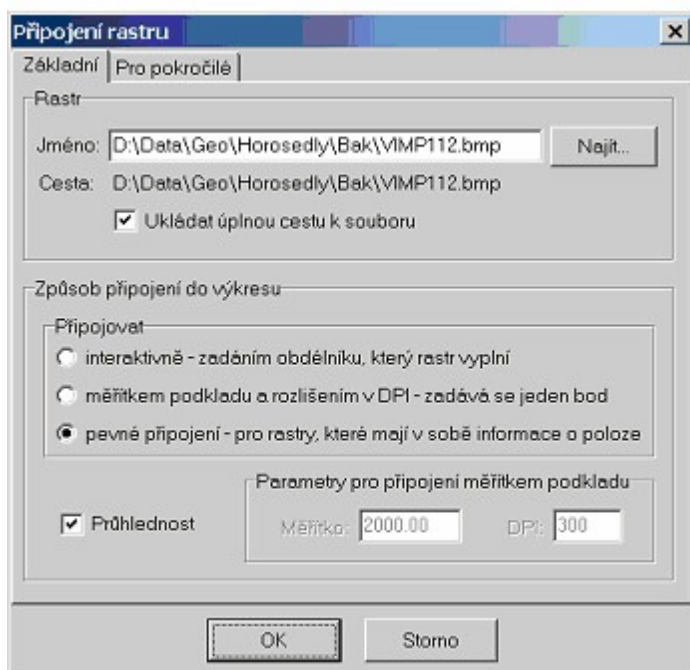 Připojení rastru
Základní Pro pokročilé
Rastr
Jméno: D:\Data\Geo\Horosedly\Bak\VIMP112.bmp Najít...
Cesta: D:\Data\Geo\Horosedly\Bak\VIMP112.bmp
Ukládat úplnou cestu k souboru
Způsob připojení do výkresu
Připojovat
interaktivně - zadáním obdélníku, který rastr vyplní
měřítkem podkladu a rozlišením v DPI - zadává se jeden bod
pevné připojení - pro rastry, které mají v sobě informace o poloze
Parametry pro připojení měřítkem podkladu
Průhlednost Měřítko: 2000.00 DPI: 300
OK Storno